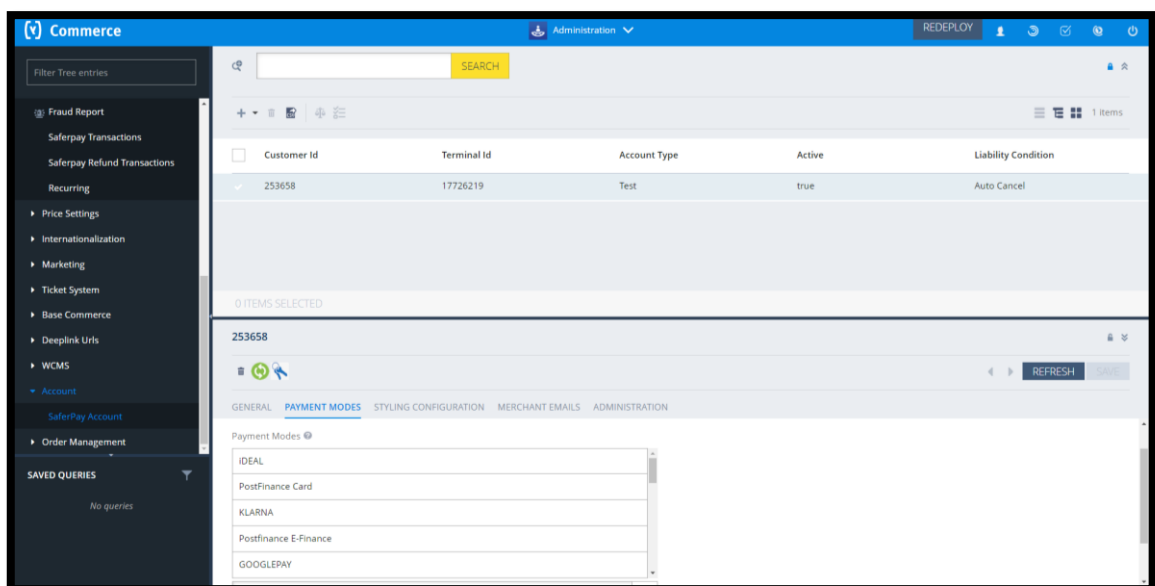 (y) Commerce
Administration
REDEPLOY
Filter Tree entries
Fraud Report
Saferpay Transactions
Saferpay Refund Transactions
Recurring
Price Settings
Internationalization
Marketing
Ticket System
Base Commerce
Deeplink Urls
WCMS
Account
SaferPay Account
Order Management
SAVED QUERIES
No queries
SEARCH
1 items
Customer Id Terminal Id Account Type Active Liability Condition
253658 17726219 Test true Auto Cancel
0 ITEMS SELECTED
253658
REFRESH SAVE
GENERAL PAYMENT MODES STYLING CONFIGURATION MERCHANT EMAILS ADMINISTRATION
Payment Modes
iDEAL
PostFinance Card
KLARNA
Postfinance E-Finance
GOOGLEPAY